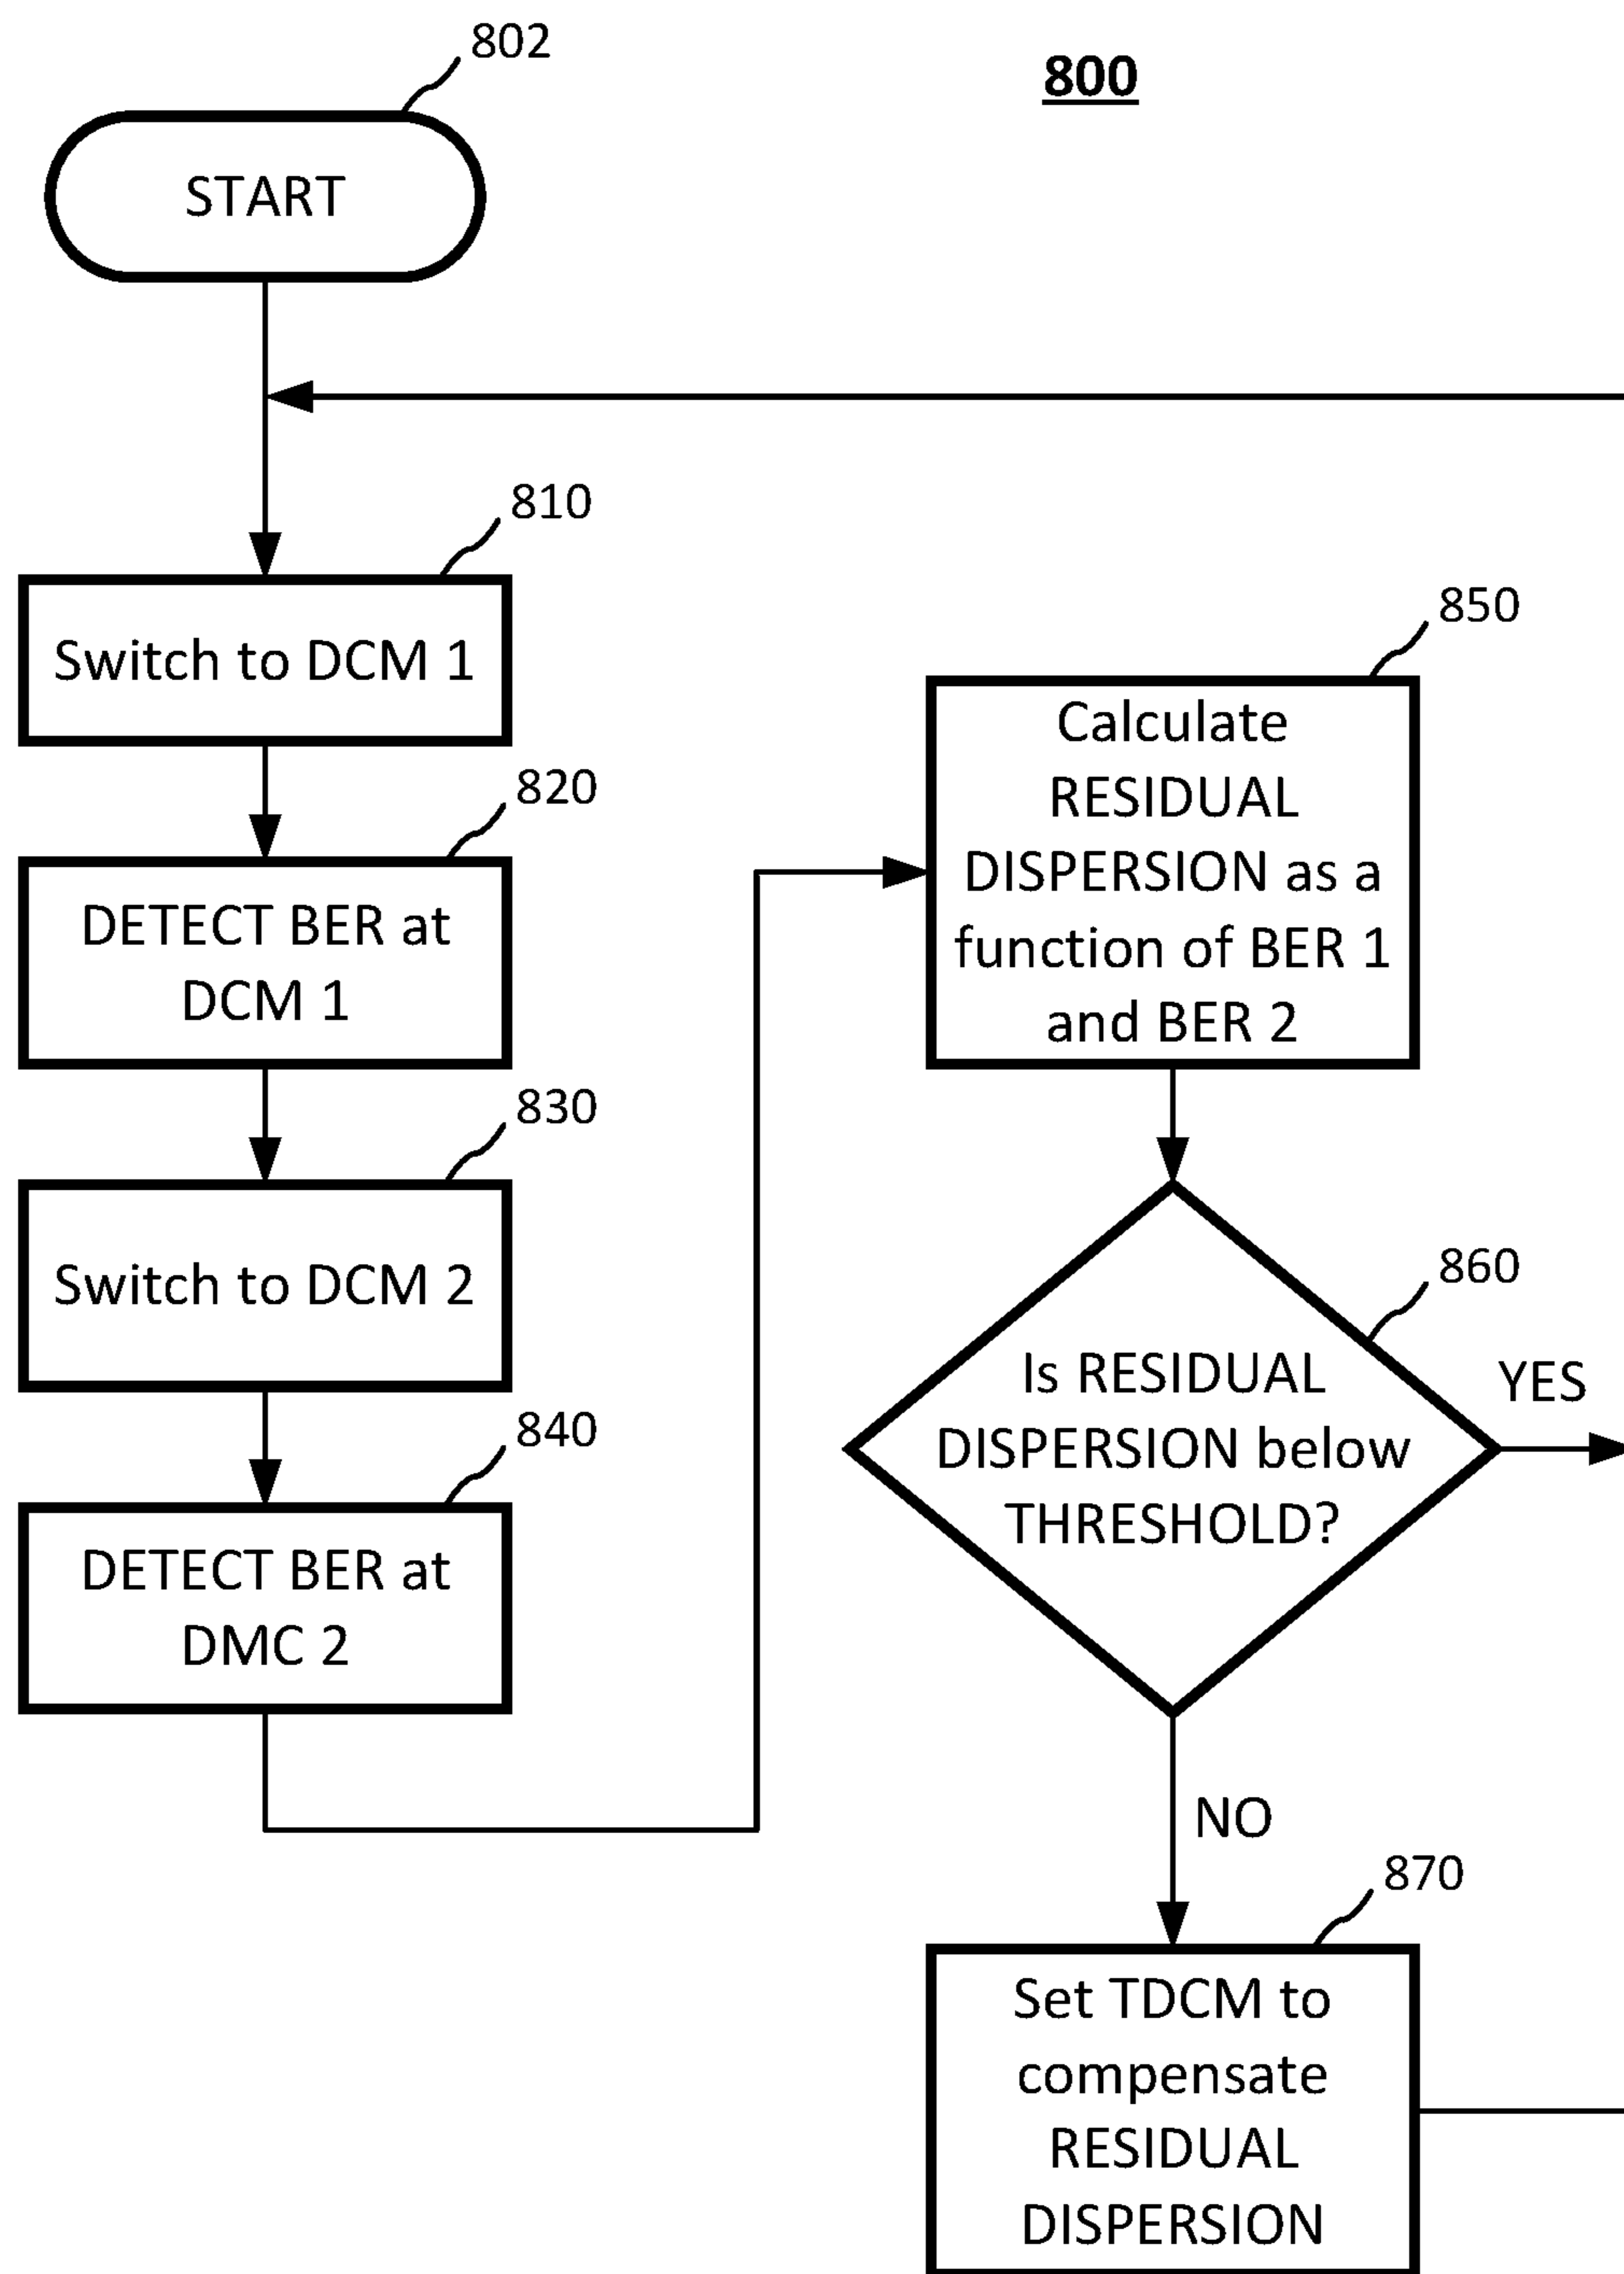 800
802
START
810
Switch to DCM 1
820
DETECT BER at
DCM 1
830
Switch to DCM 2
840
DETECT BER at
DMC 2
850
Calculate
RESIDUAL
DISPERSION as a
function of BER 1
and BER 2
860
Is RESIDUAL
DISPERSION below
THRESHOLD?
YES
NO
870
Set TDCM to
compensate
RESIDUAL
DISPERSION